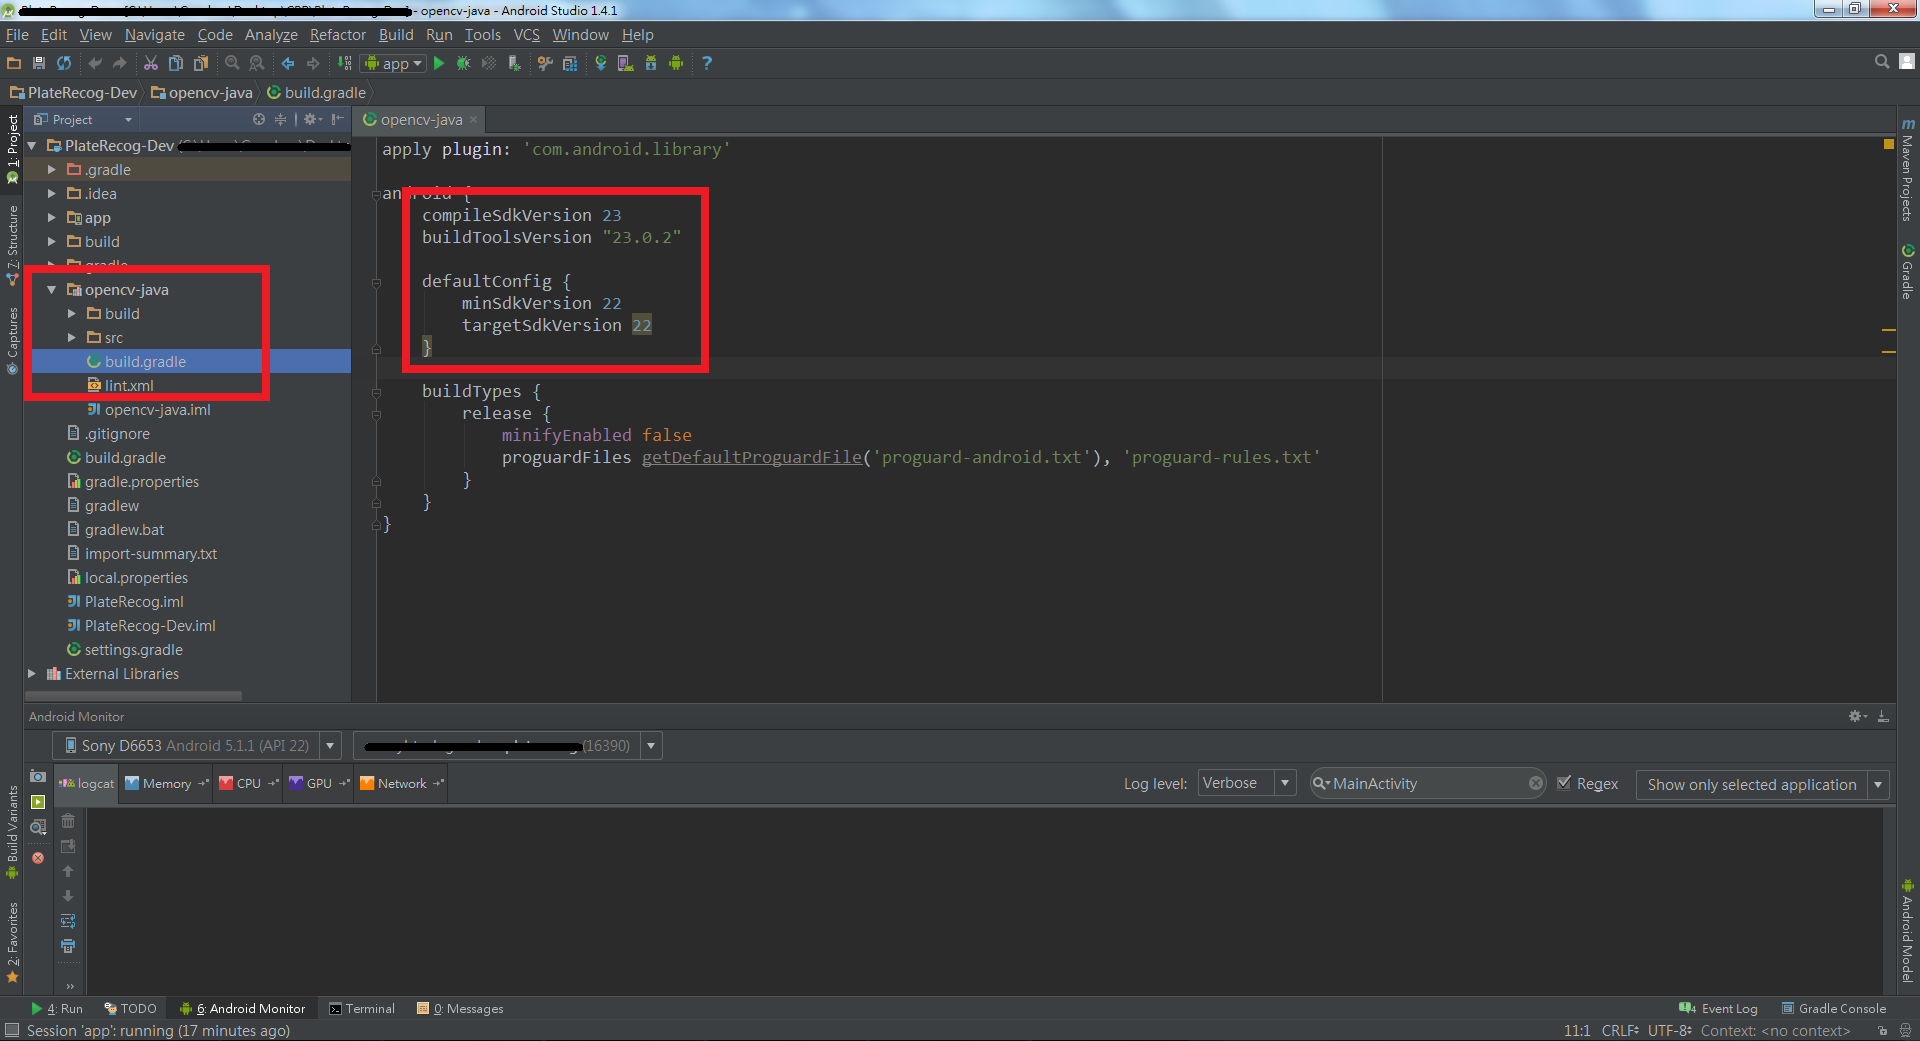 - opencv-java - Android Studio 1.4.1
File Edit View Navigate Code Analyze Refactor Build Run Tools VCS Window Help
app
PlateRecog-Dev opencv-java build.gradle
Project
opencv-java
1: Project
7: Structure
Captures
Build Variants
2: Favorites
PlateRecog-Dev
.gradle
.idea
app
build
gradle
opencv-java
build
src
build.gradle
lint.xml
opencv-java.iml
.gitignore
build.gradle
gradle.properties
gradlew
gradlew.bat
import-summary.txt
local.properties
PlateRecog.iml
PlateRecog-Dev.iml
settings.gradle
External Libraries
apply plugin: 'com.android.library'
android {
compileSdkVersion 23
buildToolsVersion "23.0.2"
defaultConfig {
minSdkVersion 22
targetSdkVersion 22
}
buildTypes {
release {
minifyEnabled false
proguardFiles getDefaultProguardFile('proguard-android.txt'), 'proguard-rules.txt'
}
}
}
Maven Projects
Gradle
Android Model
Android Monitor
Sony D6653 Android 5.1.1 (API 22)
(16390)
logcat Memory CPU GPU Network
Log level: Verbose MainActivity Regex Show only selected application
4: Run TODO 6: Android Monitor Terminal 0: Messages Event Log Gradle Console
Session 'app': running (17 minutes ago) 11:1 CRLF UTF-8 Context: <no context>